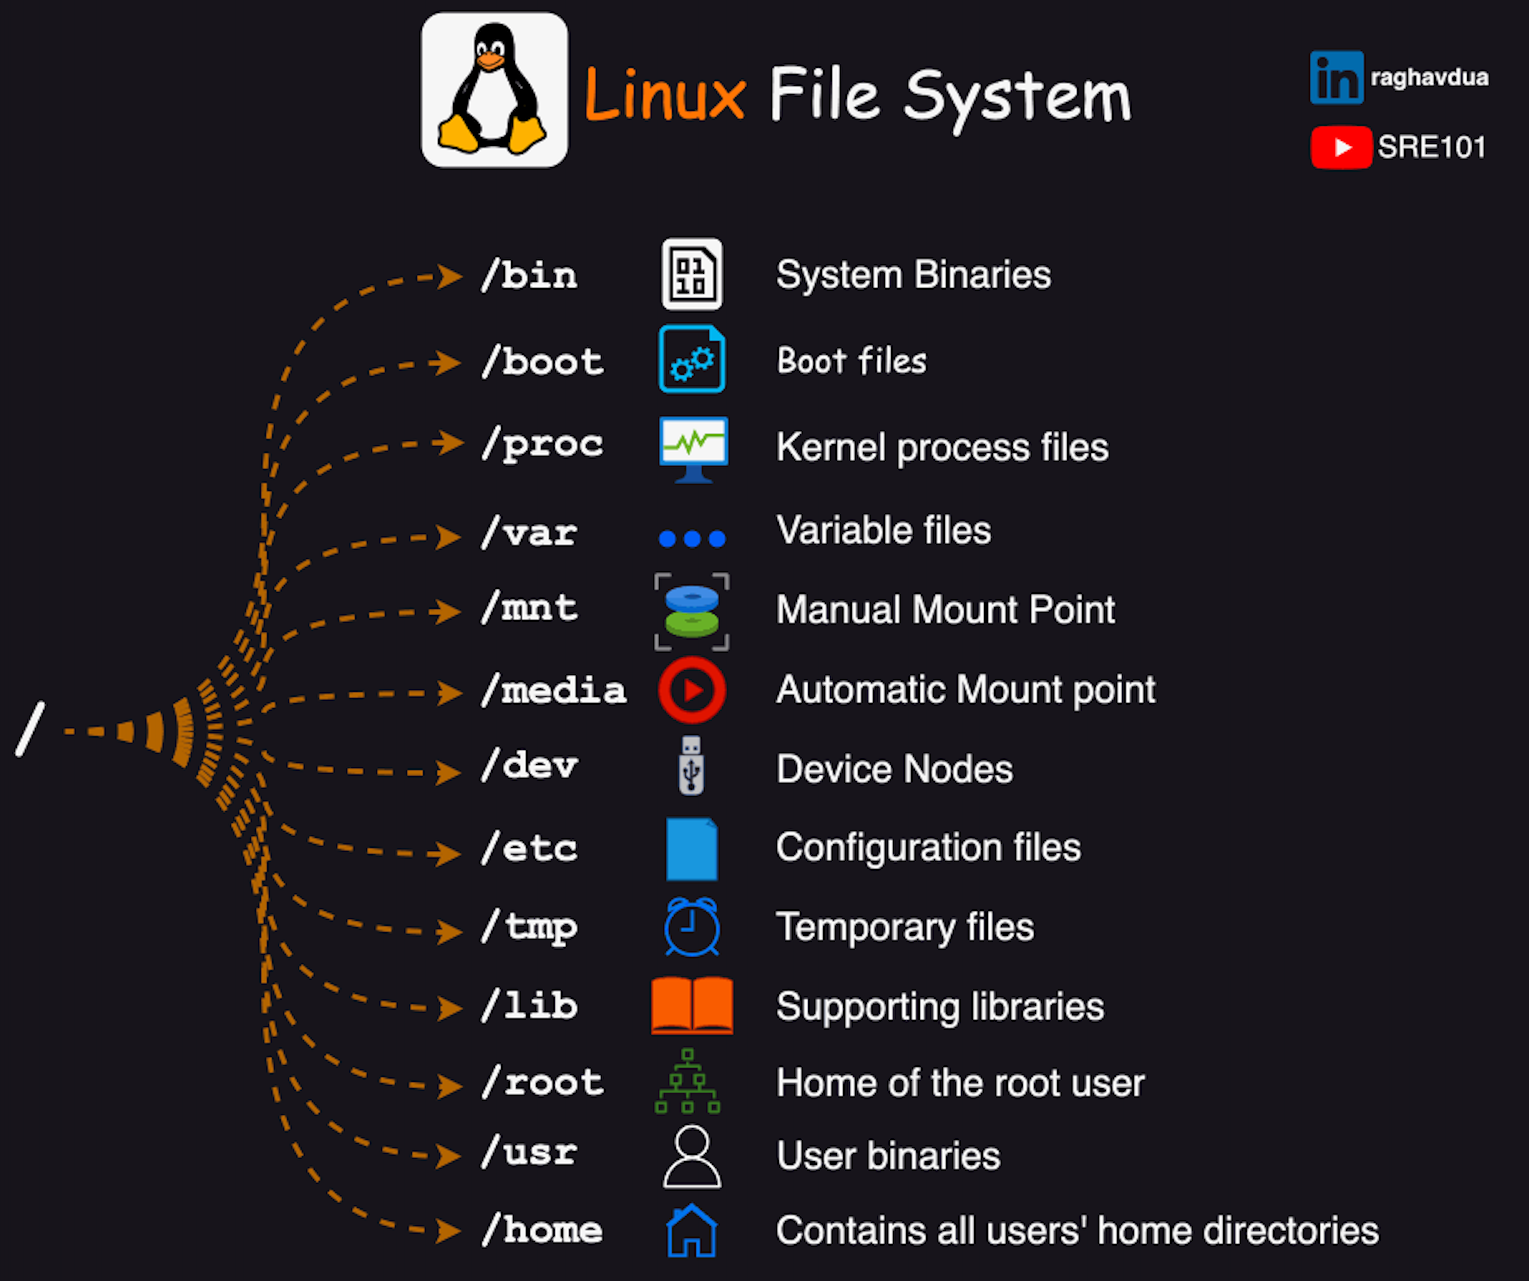 Linux File System
in raghavdua
SRE101
/bin System Binaries
/boot Boot files
/proc Kernel process files
/var Variable files
/mnt Manual Mount Point
/media Automatic Mount point
/dev Device Nodes
/etc Configuration files
/tmp Temporary files
/lib Supporting libraries
/root Home of the root user
/usr User binaries
/home Contains all users' home directories
/